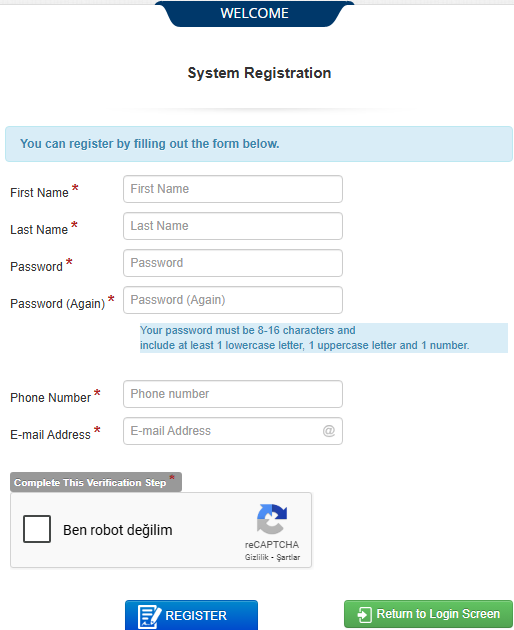 WELCOME
System Registration
You can register by filling out the form below.
First Name * First Name
Last Name * Last Name
Password * Password
Password (Again) * Password (Again)
Your password must be 8-16 characters and
include at least 1 lowercase letter, 1 uppercase letter and 1 number.
Phone Number * Phone number
E-mail Address * E-mail Address @
Complete This Verification Step *
Ben robot değilim
reCAPTCHA
Gizlilik - Şartlar
REGISTER Return to Login Screen